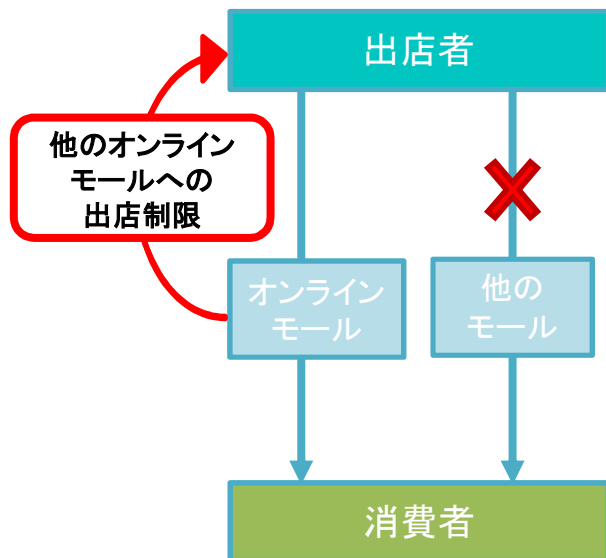 出店者
他のオンライン
モールへの
出店制限
オンライン
モール
他の
モール
消費者